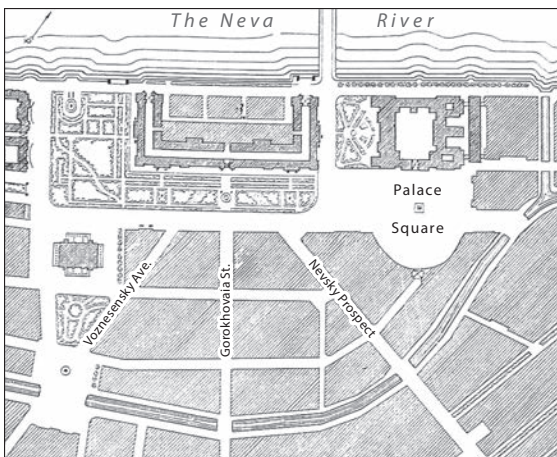 The Neva River
Palace
Square
Voznesensky Ave.
Gorokhovaia St.
Nevsky Prospect